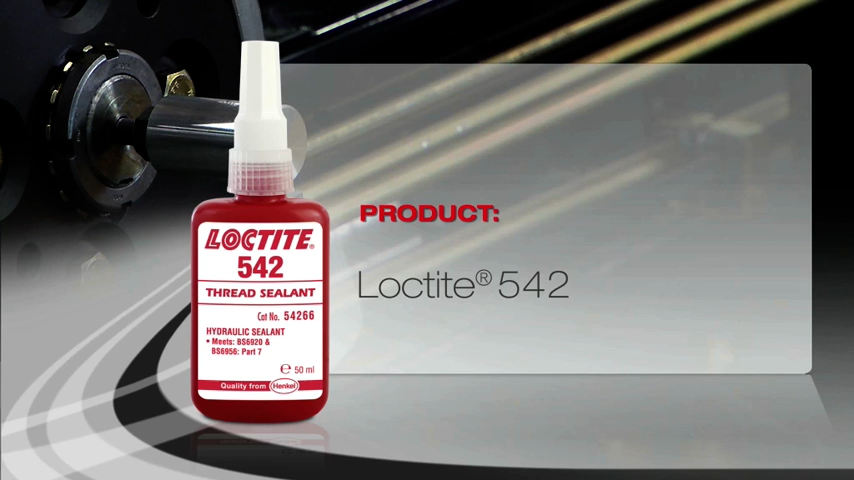 LOCTITE®
542
THREAD SEALANT
Cat No. 54266
HYDRAULIC SEALANT
• Meets: BS6920 &
BS6956: Part 7
℮ 50 ml
Quality from Henkel
PRODUCT:
Loctite® 542